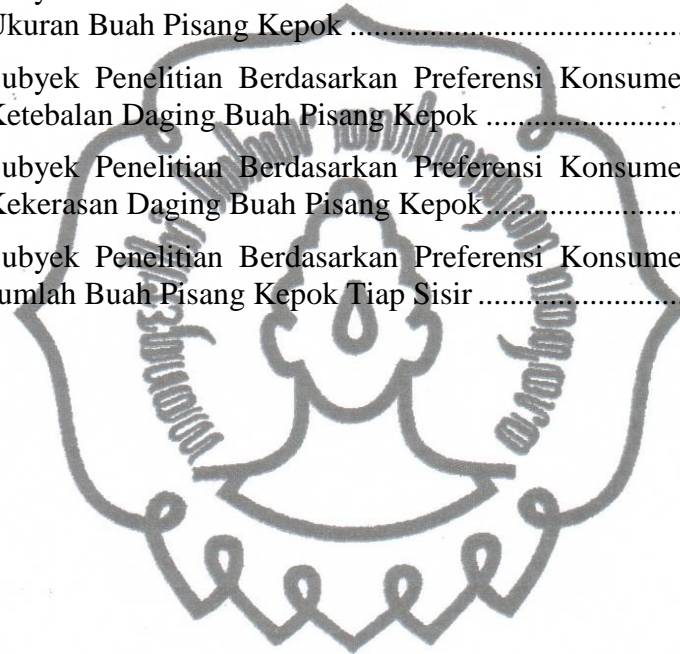 Ukuran Buah Pisang Kepok ........................................
ubyek Penelitian Berdasarkan Preferensi Konsume
Ketebalan Daging Buah Pisang Kepok ........................
ubyek Penelitian Berdasarkan Preferensi Konsume
Kekerasan Daging Buah Pisang Kepok........................
ubyek Penelitian Berdasarkan Preferensi Konsume
umlah Buah Pisang Kepok Tiap Sisir .........................